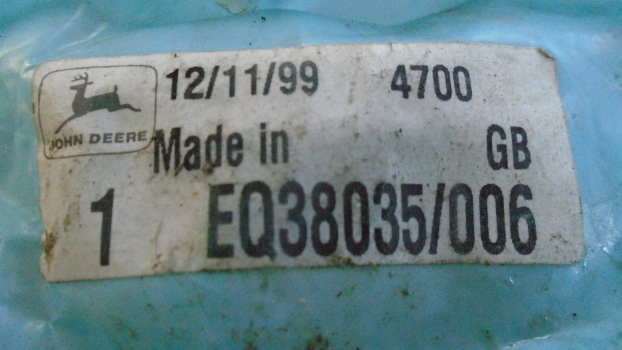 12/11/99 4700
JOHN DEERE
Made in GB
1 EQ38035/006